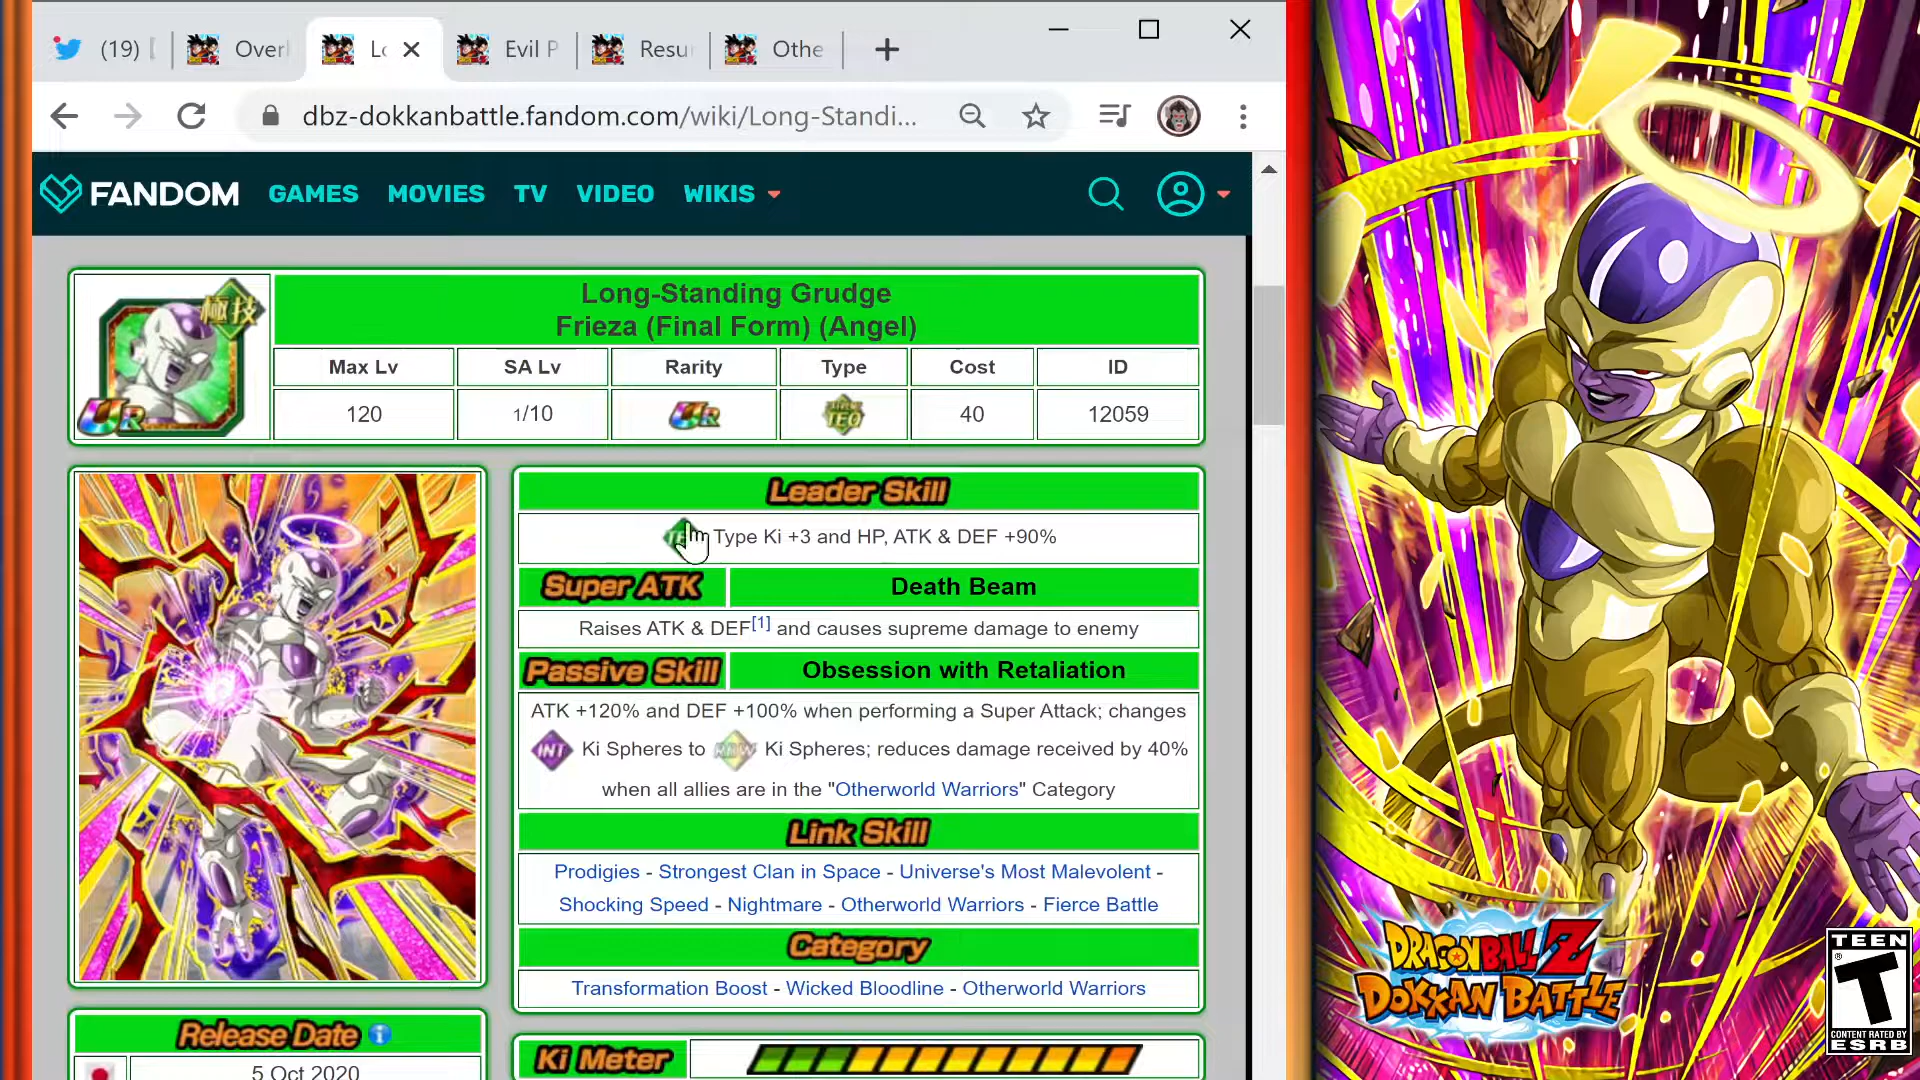 (19)
Over
Lo
Evil P
Resu
Othe
dbz-dokkanbattle.fandom.com/wiki/Long-Standi...
FANDOM GAMES MOVIES TV VIDEO WIKIS
Long-Standing Grudge
Frieza (Final Form) (Angel)
Max Lv SA Lv Rarity Type Cost ID
120 1/10 UR TEQ 40 12059
極技
UR
Leader Skill
Type Ki +3 and HP, ATK & DEF +90%
Super ATK Death Beam
Raises ATK & DEF[1] and causes supreme damage to enemy
Passive Skill Obsession with Retaliation
ATK +120% and DEF +100% when performing a Super Attack; changes
INT Ki Spheres to RNBW Ki Spheres; reduces damage received by 40%
when all allies are in the "Otherworld Warriors" Category
Link Skill
Prodigies - Strongest Clan in Space - Universe's Most Malevolent -
Shocking Speed - Nightmare - Otherworld Warriors - Fierce Battle
Category
Transformation Boost - Wicked Bloodline - Otherworld Warriors
Release Date
5 Oct 2020
Ki Meter
DRAGON BALL Z
DOKKAN BATTLE
TEEN
T
CONTENT RATED BY
ESRB